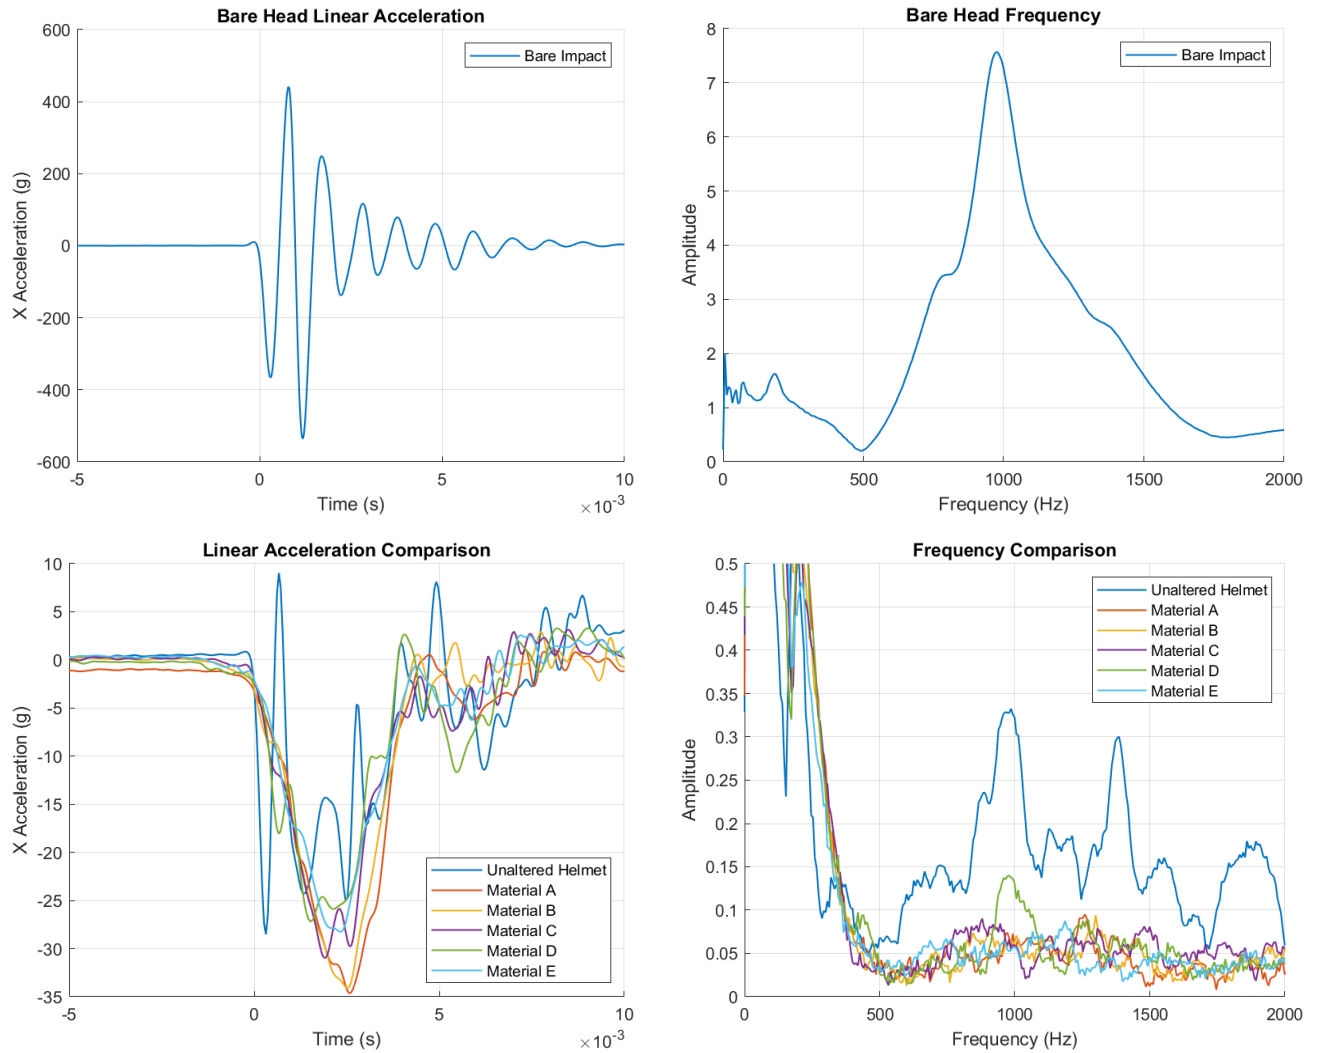 Bare Head Linear Acceleration
600
400
200
0
-200
-400
-600
X Acceleration (g)
Bare Impact
-5
0
5
10
Time (s)
×10⁻³
Bare Head Frequency
8
7
6
5
4
3
2
1
0
Amplitude
Bare Impact
0
500
1000
1500
2000
Frequency (Hz)
Linear Acceleration Comparison
10
5
0
-5
-10
-15
-20
-25
-30
-35
X Acceleration (g)
Unaltered Helmet
Material A
Material B
Material C
Material D
Material E
-5
0
5
10
Time (s)
×10⁻³
Frequency Comparison
0.5
0.45
0.4
0.35
0.3
0.25
0.2
0.15
0.1
0.05
0
Amplitude
Unaltered Helmet
Material A
Material B
Material C
Material D
Material E
0
500
1000
1500
2000
Frequency (Hz)